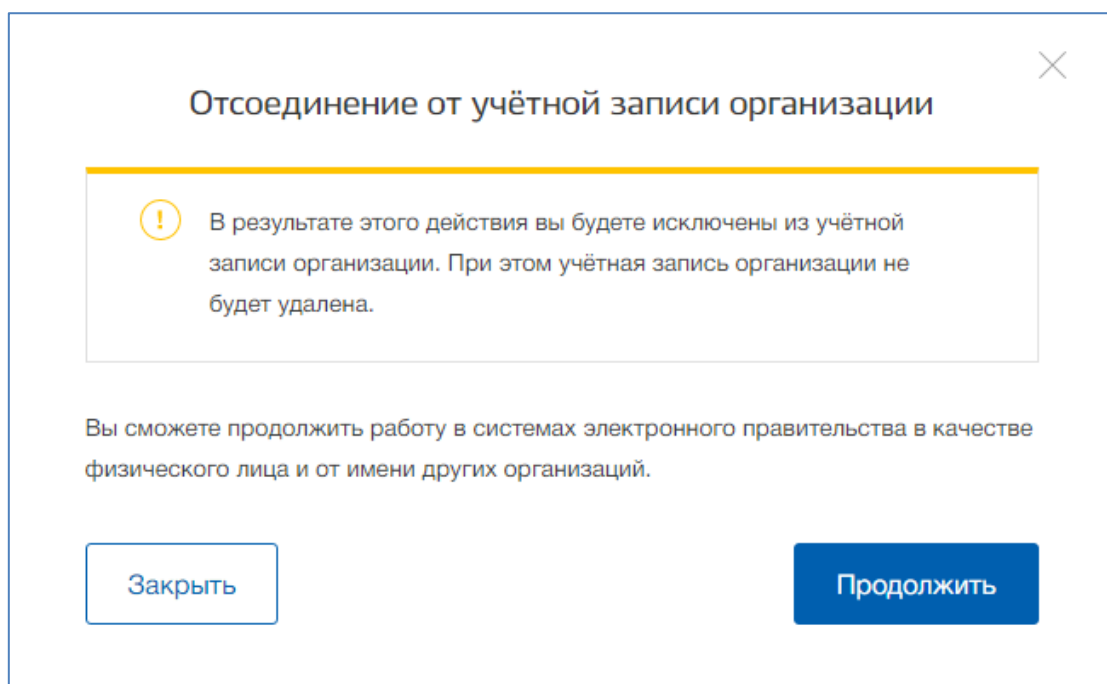 Отсоединение от учётной записи организации
В результате этого действия вы будете исключены из учётной
записи организации. При этом учётная запись организации не
будет удалена.
Вы сможете продолжить работу в системах электронного правительства в качестве
физического лица и от имени других организаций.
Закрыть
Продолжить